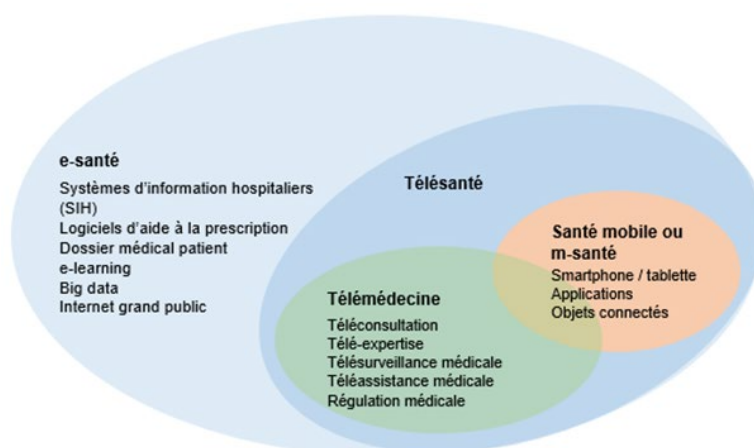 e-santé
Systèmes d'information hospitaliers
(SIH)
Logiciels d'aide à la prescription
Dossier médical patient
e-learning
Big data
Internet grand public
Télésanté
Santé mobile ou
m-santé
Smartphone / tablette
Applications
Objets connectés
Télémédecine
Téléconsultation
Télé-expertise
Télésurveillance médicale
Téléassistance médicale
Régulation médicale